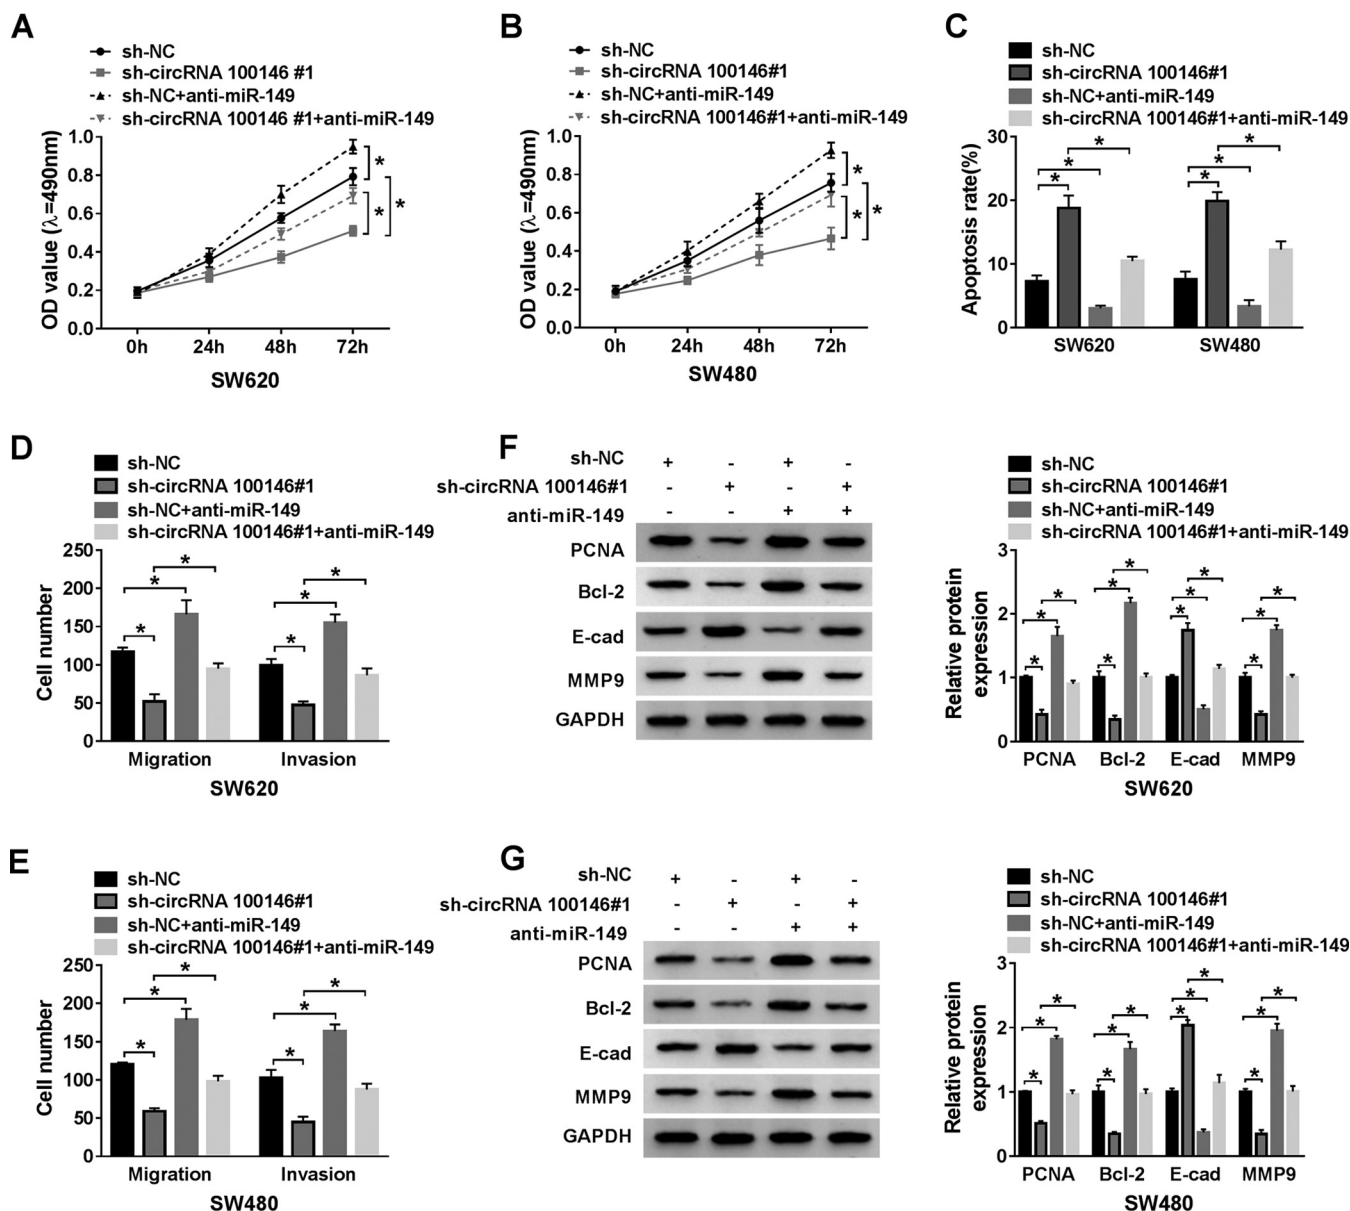 A
sh-NC
sh-circRNA 100146 #1
sh-NC+anti-miR-149
sh-circRNA 100146 #1+anti-miR-149
OD value (λ=490nm)
1.0
0.8
0.6
0.4
0.2
0.0
* * *
0h 24h 48h 72h
SW620
B
sh-NC
sh-circRNA 100146#1
sh-NC+anti-miR-149
sh-circRNA 100146#1+anti-miR-149
OD value (λ=490nm)
1.0
0.8
0.6
0.4
0.2
0.0
* * *
0h 24h 48h 72h
SW480
C
sh-NC
sh-circRNA 100146#1
sh-NC+anti-miR-149
sh-circRNA 100146#1+anti-miR-149
Apoptosis rate(%)
30
20
10
0
* * * * * *
SW620 SW480
D
sh-NC
sh-circRNA 100146#1
sh-NC+anti-miR-149
sh-circRNA 100146#1+anti-miR-149
Cell number
250
200
150
100
50
0
* * * * * *
Migration Invasion
SW620
F
sh-NC + - + -
sh-circRNA 100146#1 - + - +
anti-miR-149 - - + +
PCNA
Bcl-2
E-cad
MMP9
GAPDH
sh-NC
sh-circRNA 100146#1
sh-NC+anti-miR-149
sh-circRNA 100146#1+anti-miR-149
Relative protein
expression
3
2
1
0
* * * * * * * * * * * *
PCNA Bcl-2 E-cad MMP9
SW620
E
sh-NC
sh-circRNA 100146#1
sh-NC+anti-miR-149
sh-circRNA 100146#1+anti-miR-149
Cell number
250
200
150
100
50
0
* * * * * *
Migration Invasion
SW480
G
sh-NC + - + -
sh-circRNA 100146#1 - + - +
anti-miR-149 - - + +
PCNA
Bcl-2
E-cad
MMP9
GAPDH
sh-NC
sh-circRNA 100146#1
sh-NC+anti-miR-149
sh-circRNA 100146#1+anti-miR-149
Relative protein
expression
3
2
1
0
* * * * * * * * * * * *
PCNA Bcl-2 E-cad MMP9
SW480